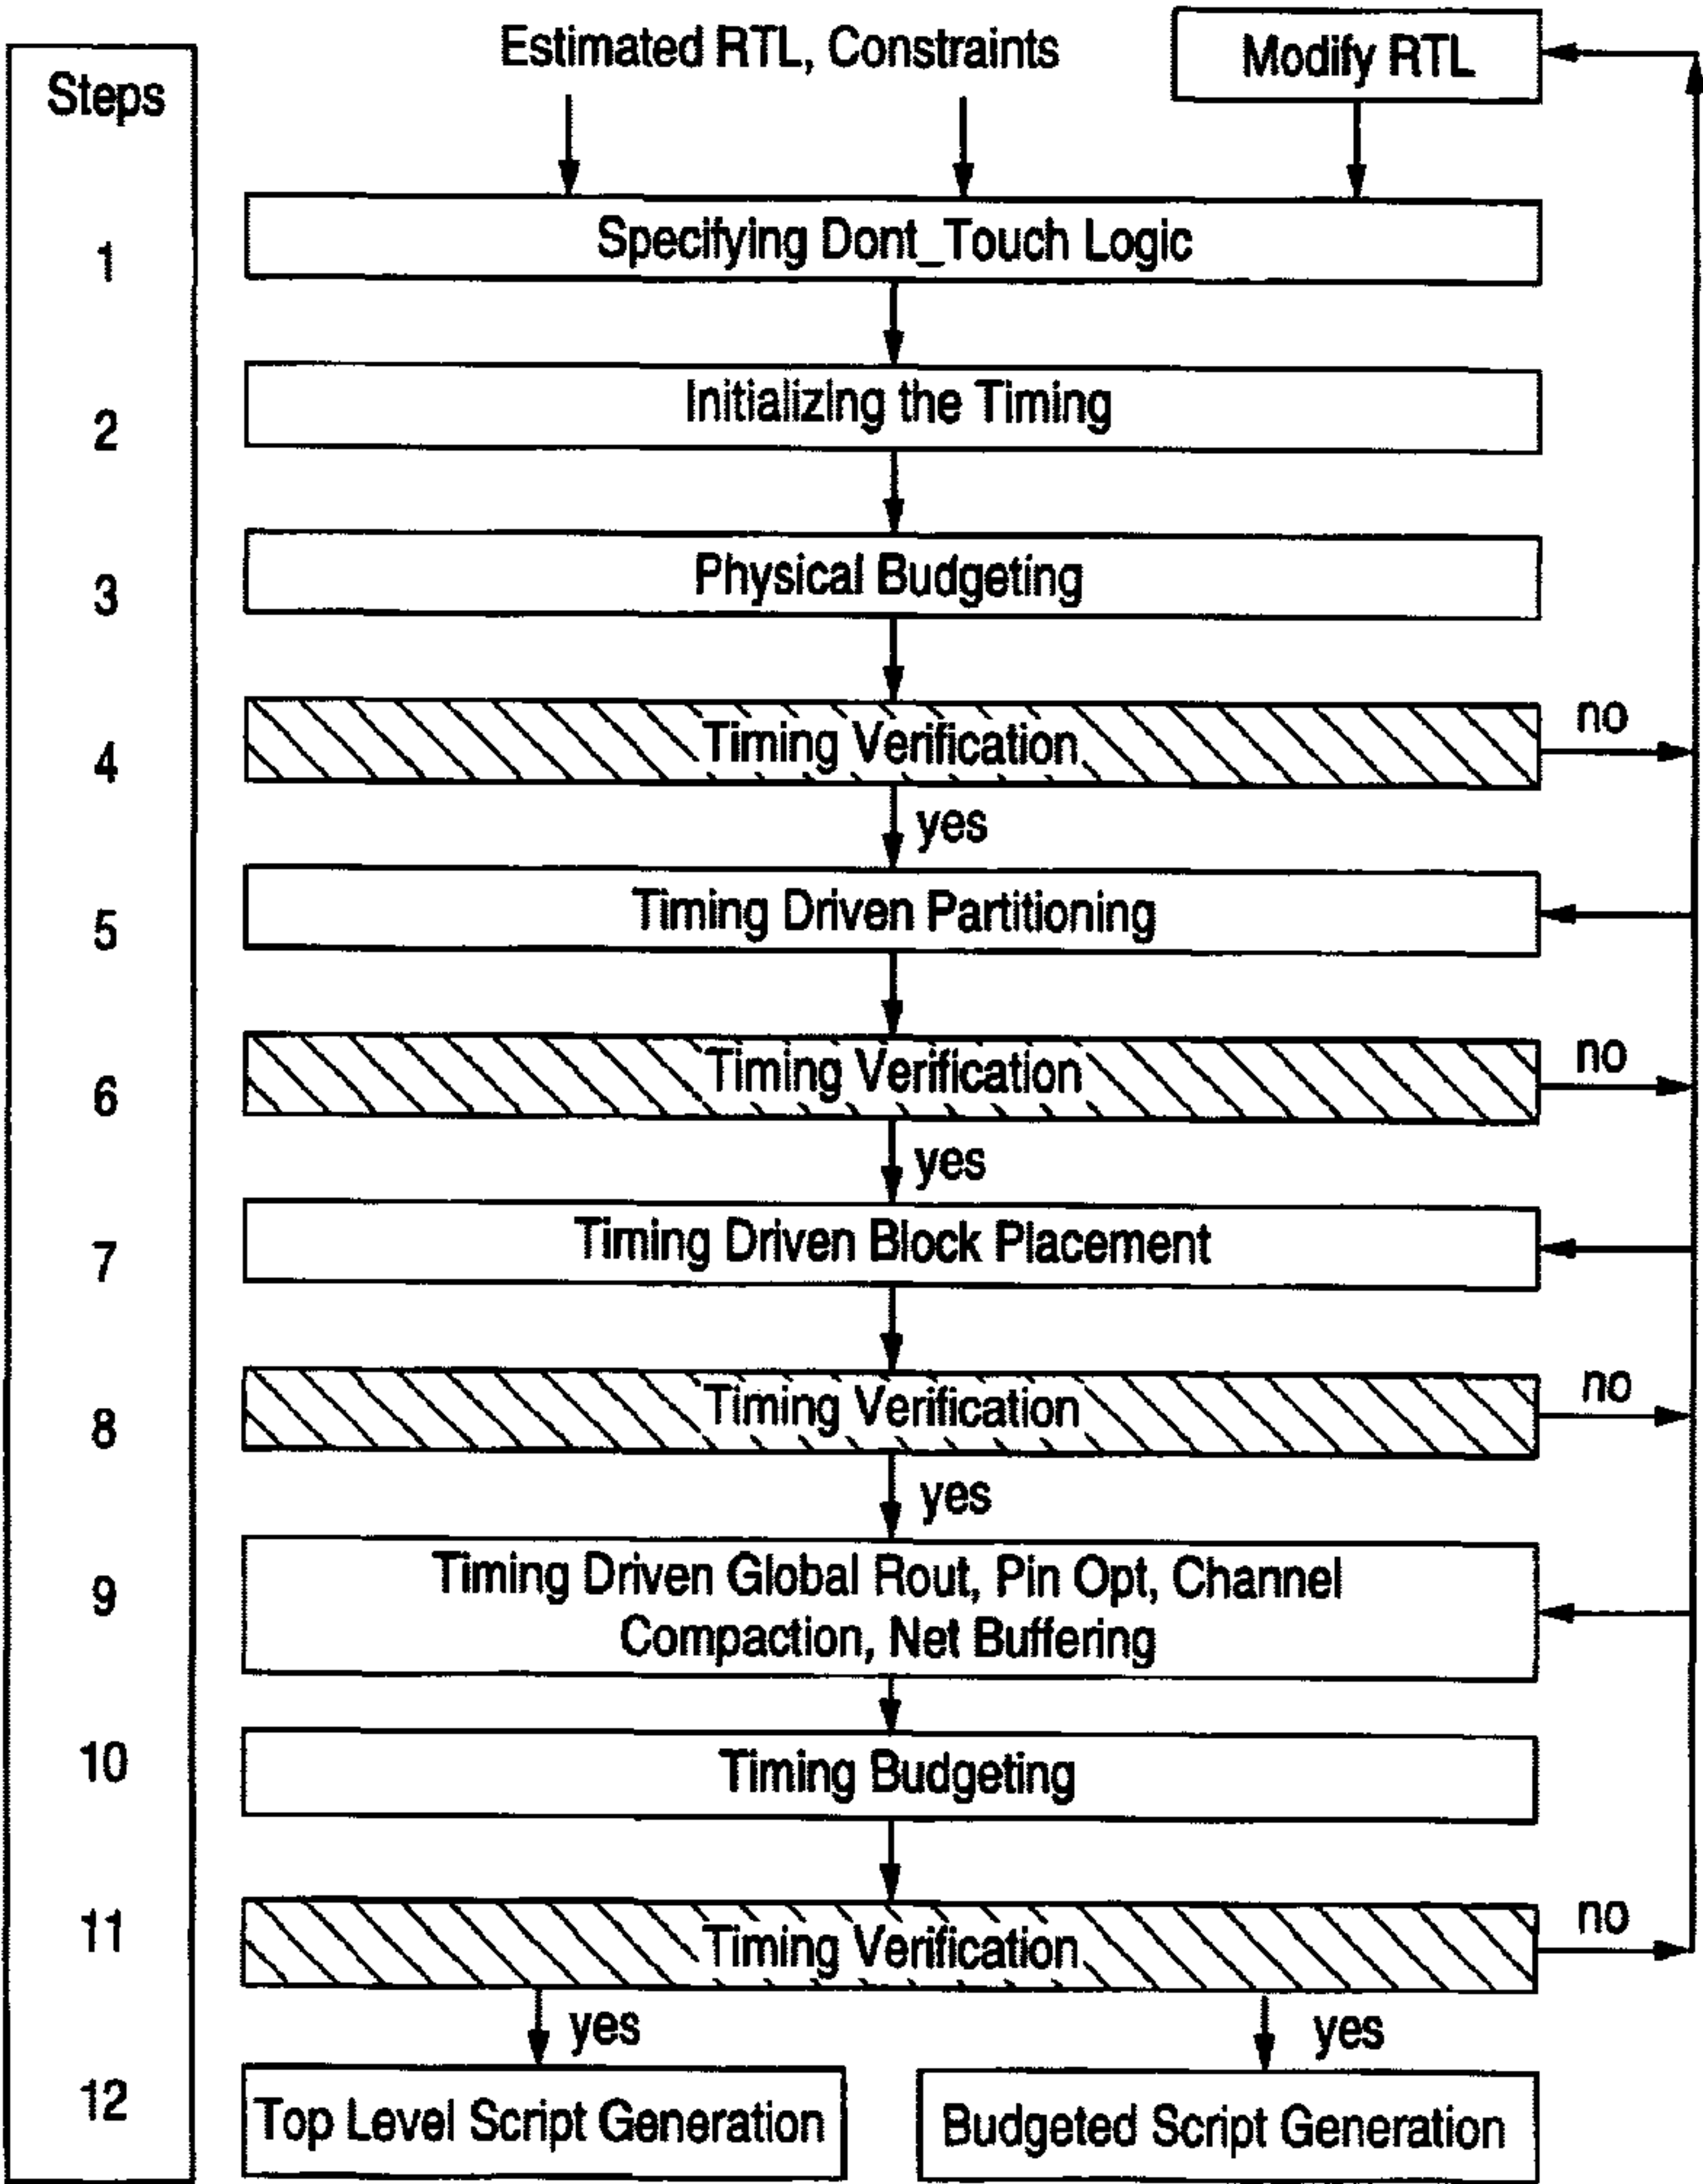 Estimated RTL, Constraints
Modify RTL
Steps
1
Specifying Dont_Touch Logic
2
Initializing the Timing
3
Physical Budgeting
4
Timing Verification
no
yes
5
Timing Driven Partitioning
6
Timing Verification
no
yes
7
Timing Driven Block Placement
8
Timing Verification
no
yes
9
Timing Driven Global Rout, Pin Opt, Channel
Compaction, Net Buffering
10
Timing Budgeting
11
Timing Verification
no
yes
yes
12
Top Level Script Generation
Budgeted Script Generation